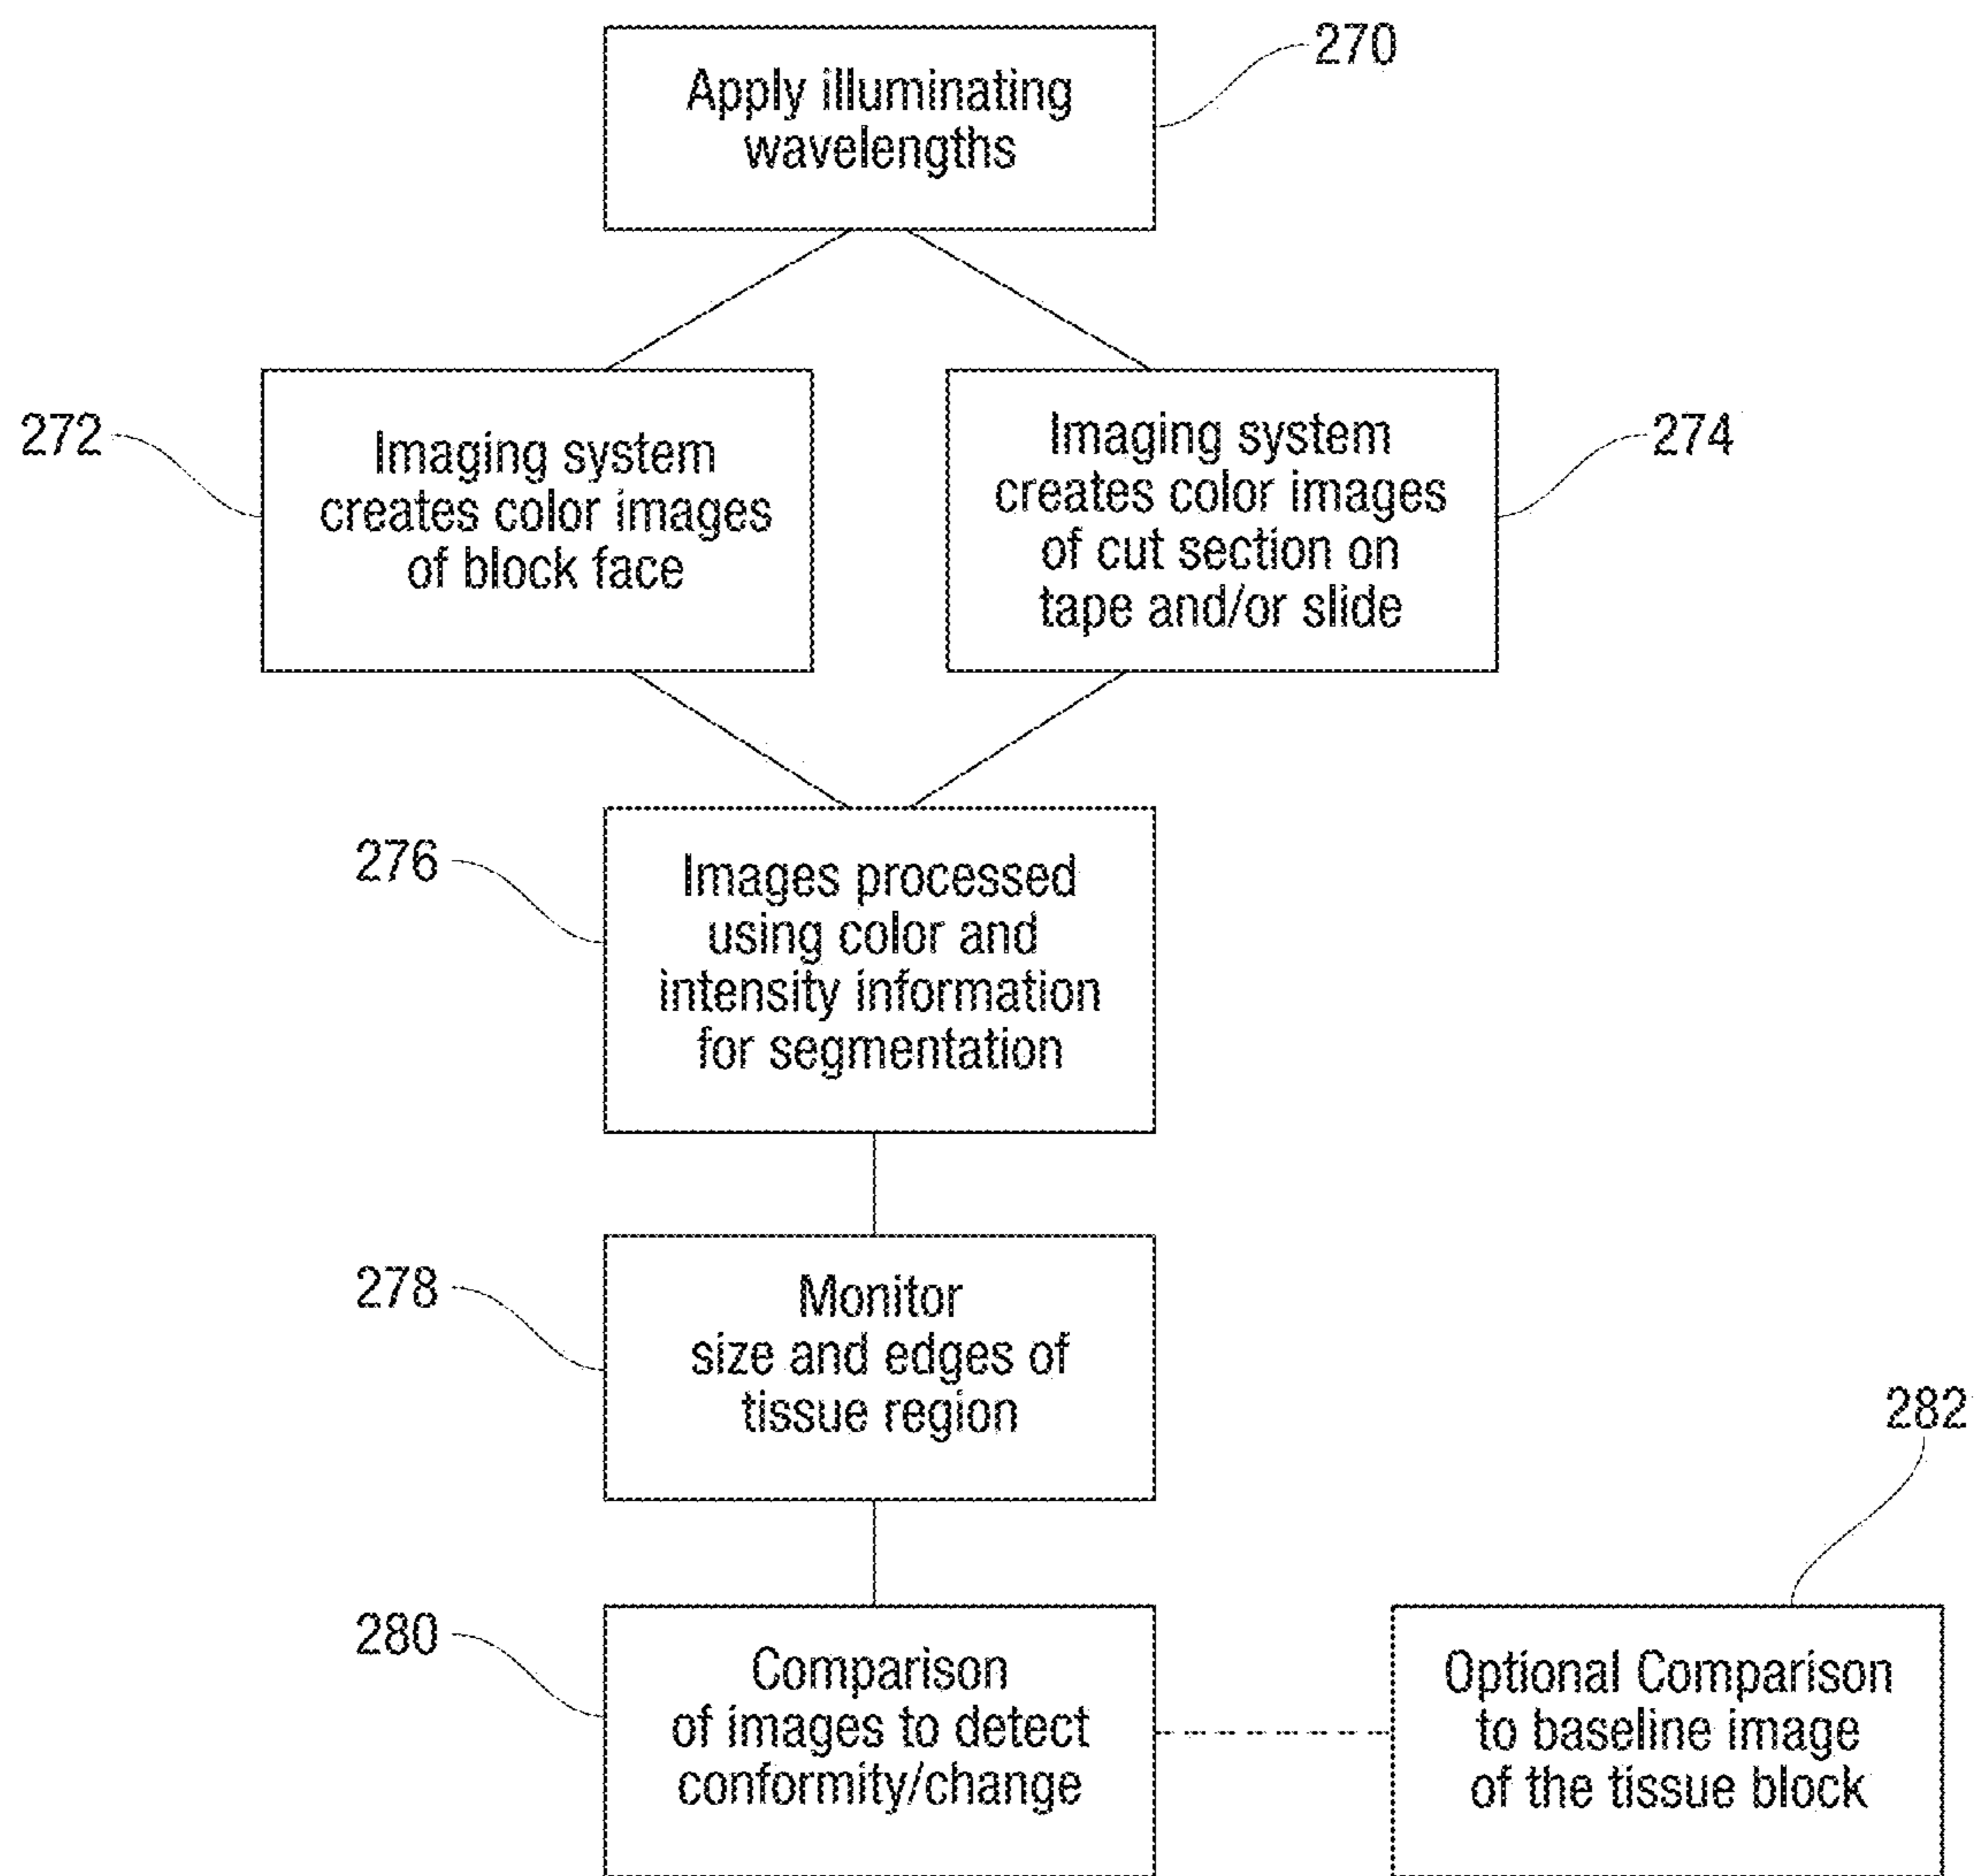 270
Apply illuminating
wavelengths
272
Imaging system
creates color images
of block face
274
Imaging system
creates color images
of cut section on
tape and/or slide
276
Images processed
using color and
intensity information
for segmentation
278
Monitor
size and edges of
tissue region
280
Comparison
of images to detect
conformity/change
282
Optional Comparison
to baseline image
of the tissue block